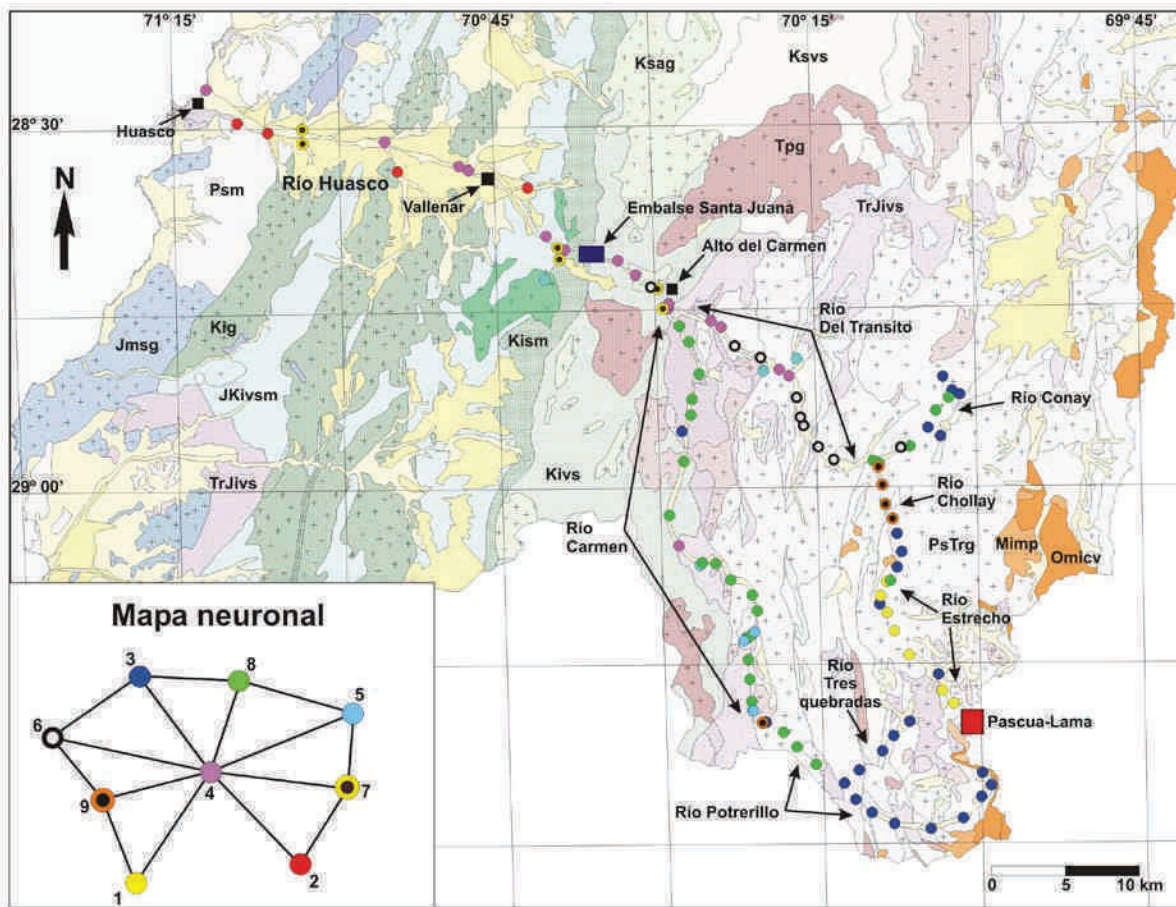 71°15'
70°45'
70°15'
69°45'
Ksag
Ksvs
Huasco
28°30'
Tpg
N
Psm
Río Huasco
Vallenar
TrJivs
Embalse Santa Juana
Alto del Carmen
Río
Del Transito
Kig
Kism
Jmsg
JKivsm
Río Conay
TrJivs
Kivs
29°00'
Río
Chollay
Río
Carmen
PsTrg
Mimp
Omicv
Río
Estrecho
Mapa neuronal
3
8
5
6
4
7
9
1
2
Río
Tres
quebradas
Pascua-Lama
Río Potrerillo
0
5
10 km